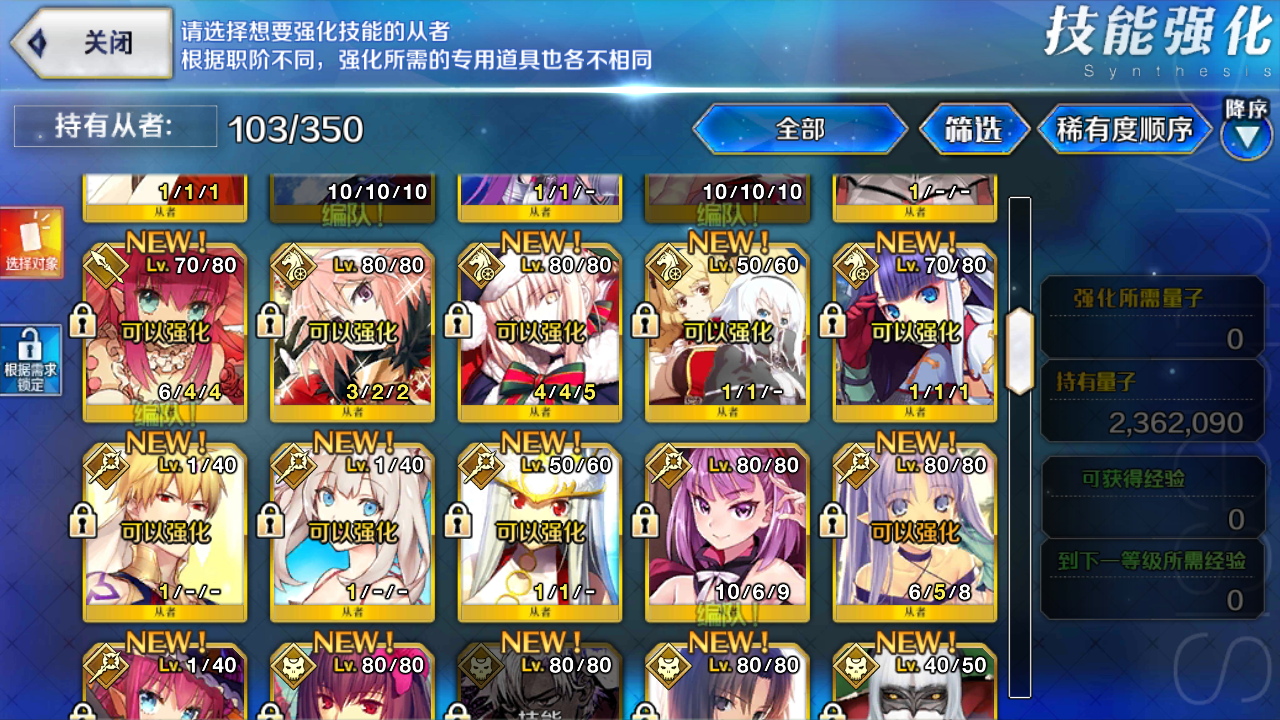 关闭
请选择想要强化技能的从者
根据职阶不同，强化所需的专用道具也各不相同
技能强化
Synthesis
持有从者:
103/350
全部
筛选
稀有度顺序
降序
1/1/1
10/10/10
1/1/-
10/10/10
1/-/-
从者
编队!
从者
编队!
从者
选择对象
根据需求
锁定
NEW!
NEW!
NEW!
NEW!
NEW!
Lv. 70/80
Lv. 80/80
Lv. 80/80
Lv. 50/60
Lv. 70/80
可以强化
可以强化
可以强化
可以强化
可以强化
6/4/4
3/2/2
4/4/5
1/1/-
1/1/1
编队!
从者
从者
从者
从者
NEW!
NEW!
NEW!
NEW!
NEW!
Lv. 1/40
Lv. 1/40
Lv. 50/60
Lv. 80/80
Lv. 80/80
可以强化
可以强化
可以强化
可以强化
1/-/-
1/-/-
1/1/-
10/6/9
6/5/8
从者
从者
从者
编队!
从者
NEW!
NEW!
NEW!
NEW!
NEW!
Lv. 1/40
Lv. 80/80
Lv. 80/80
Lv. 80/80
Lv. 40/50
技能
强化所需量子
0
持有量子
2,362,090
可获得经验
0
到下一等级所需经验
0